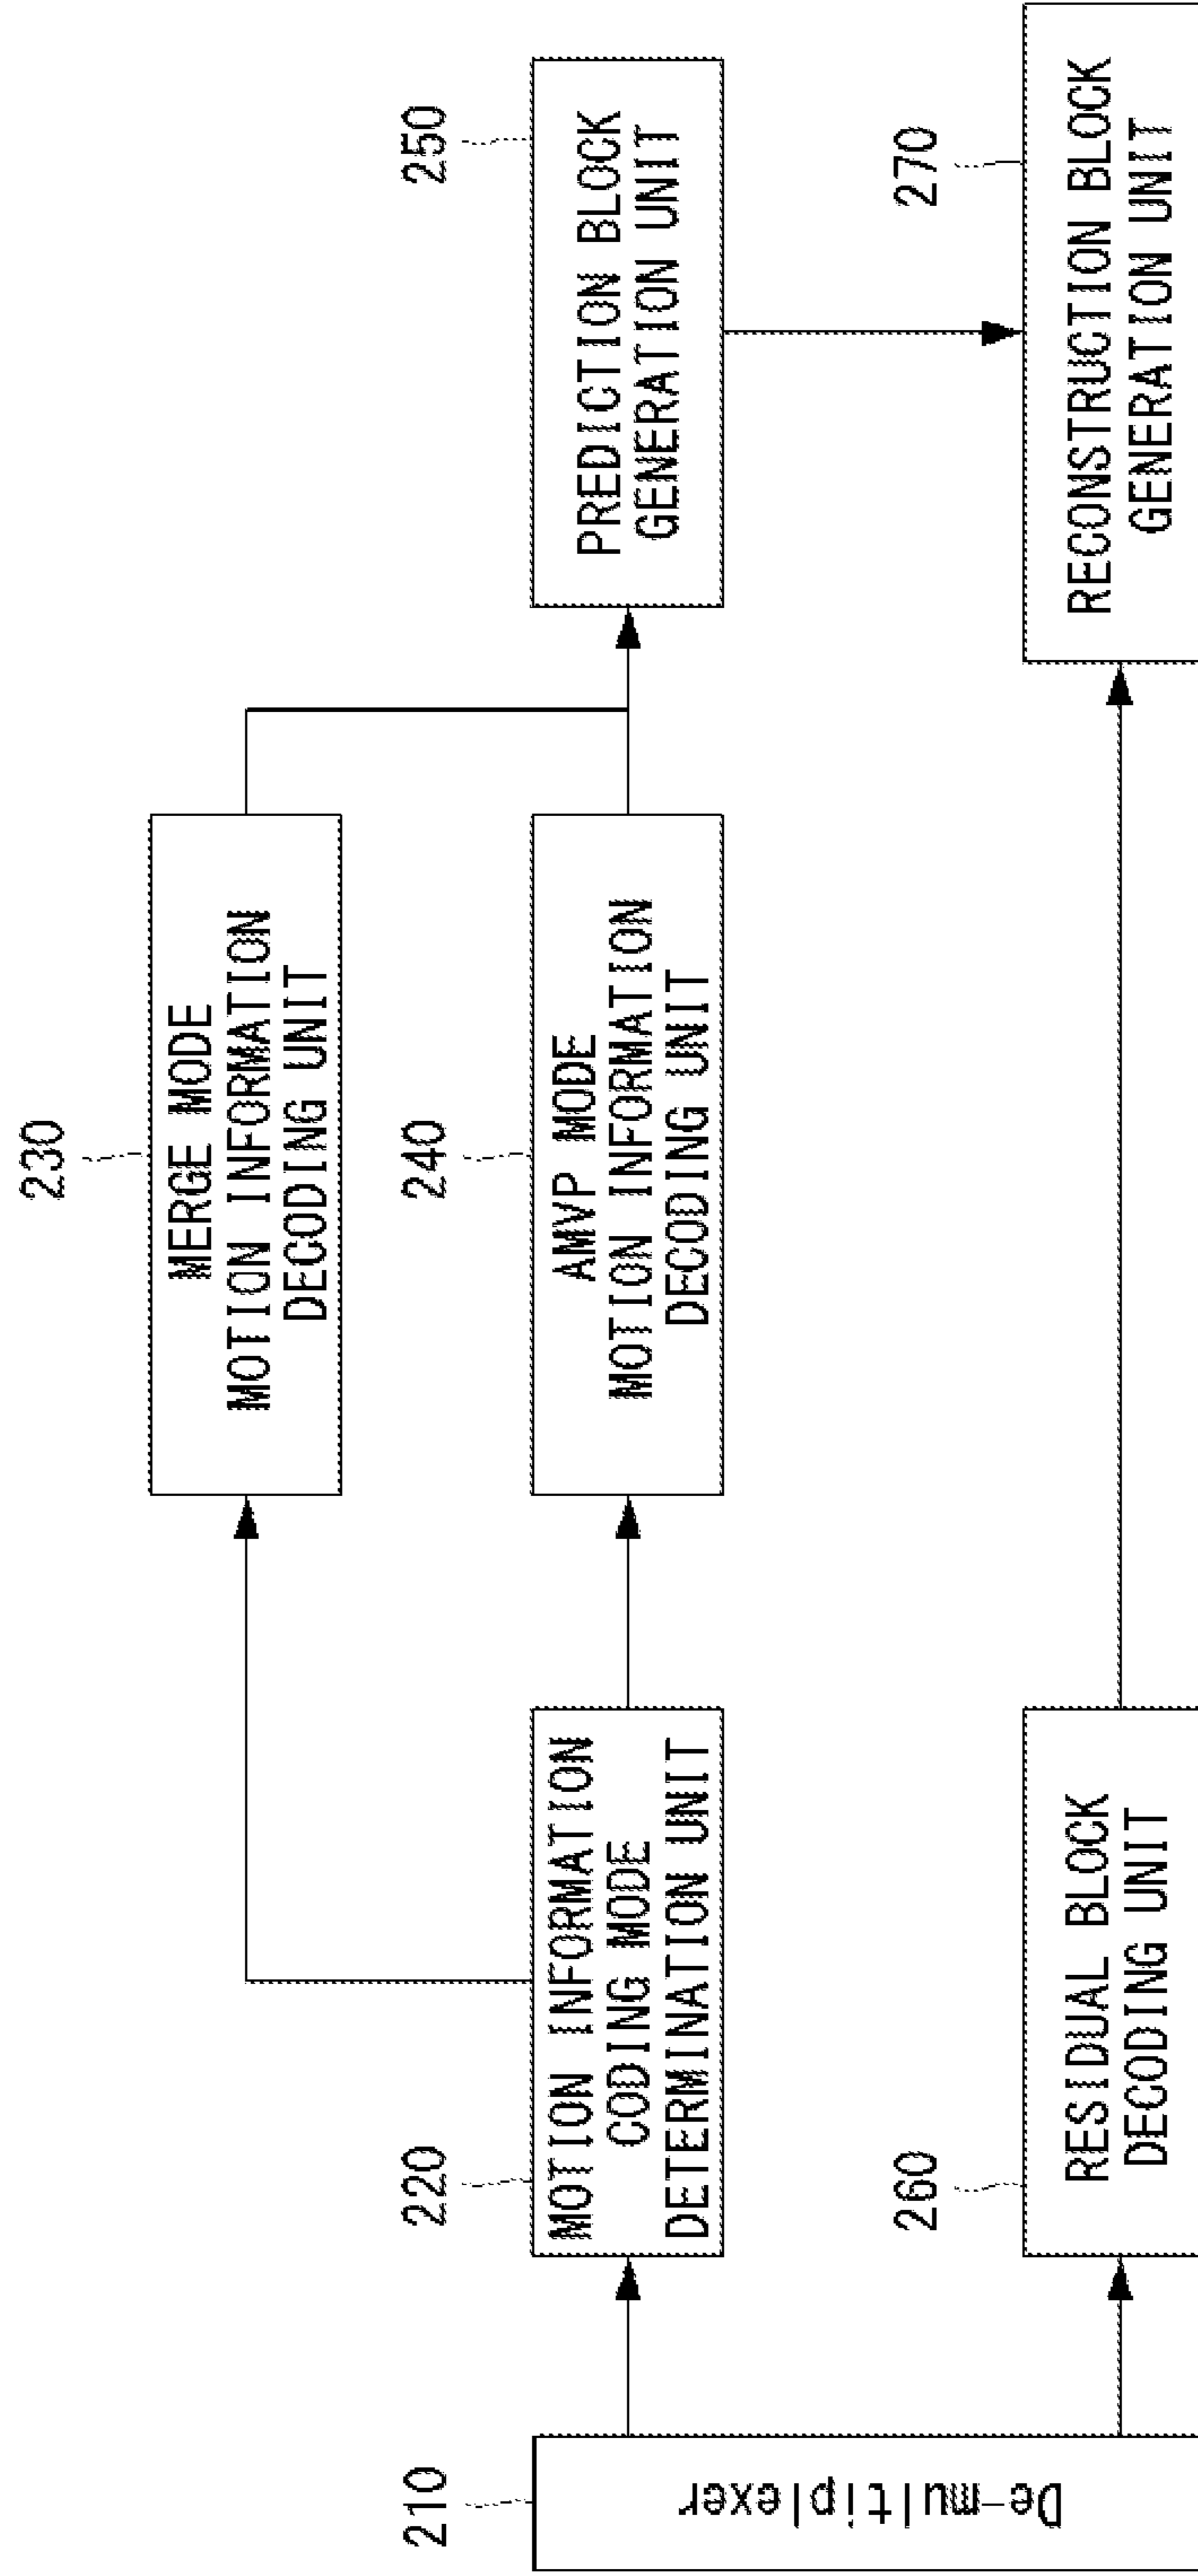 230
MERGE MODE
MOTION INFORMATION
DECODING UNIT
210
De-multiplexer
220
MOTION INFORMATION
CODING MODE
DETERMINATION UNIT
240
AMVP MODE
MOTION INFORMATION
DECODING UNIT
250
PREDICTION BLOCK
GENERATION UNIT
260
RESIDUAL BLOCK
DECODING UNIT
270
RECONSTRUCTION BLOCK
GENERATION UNIT